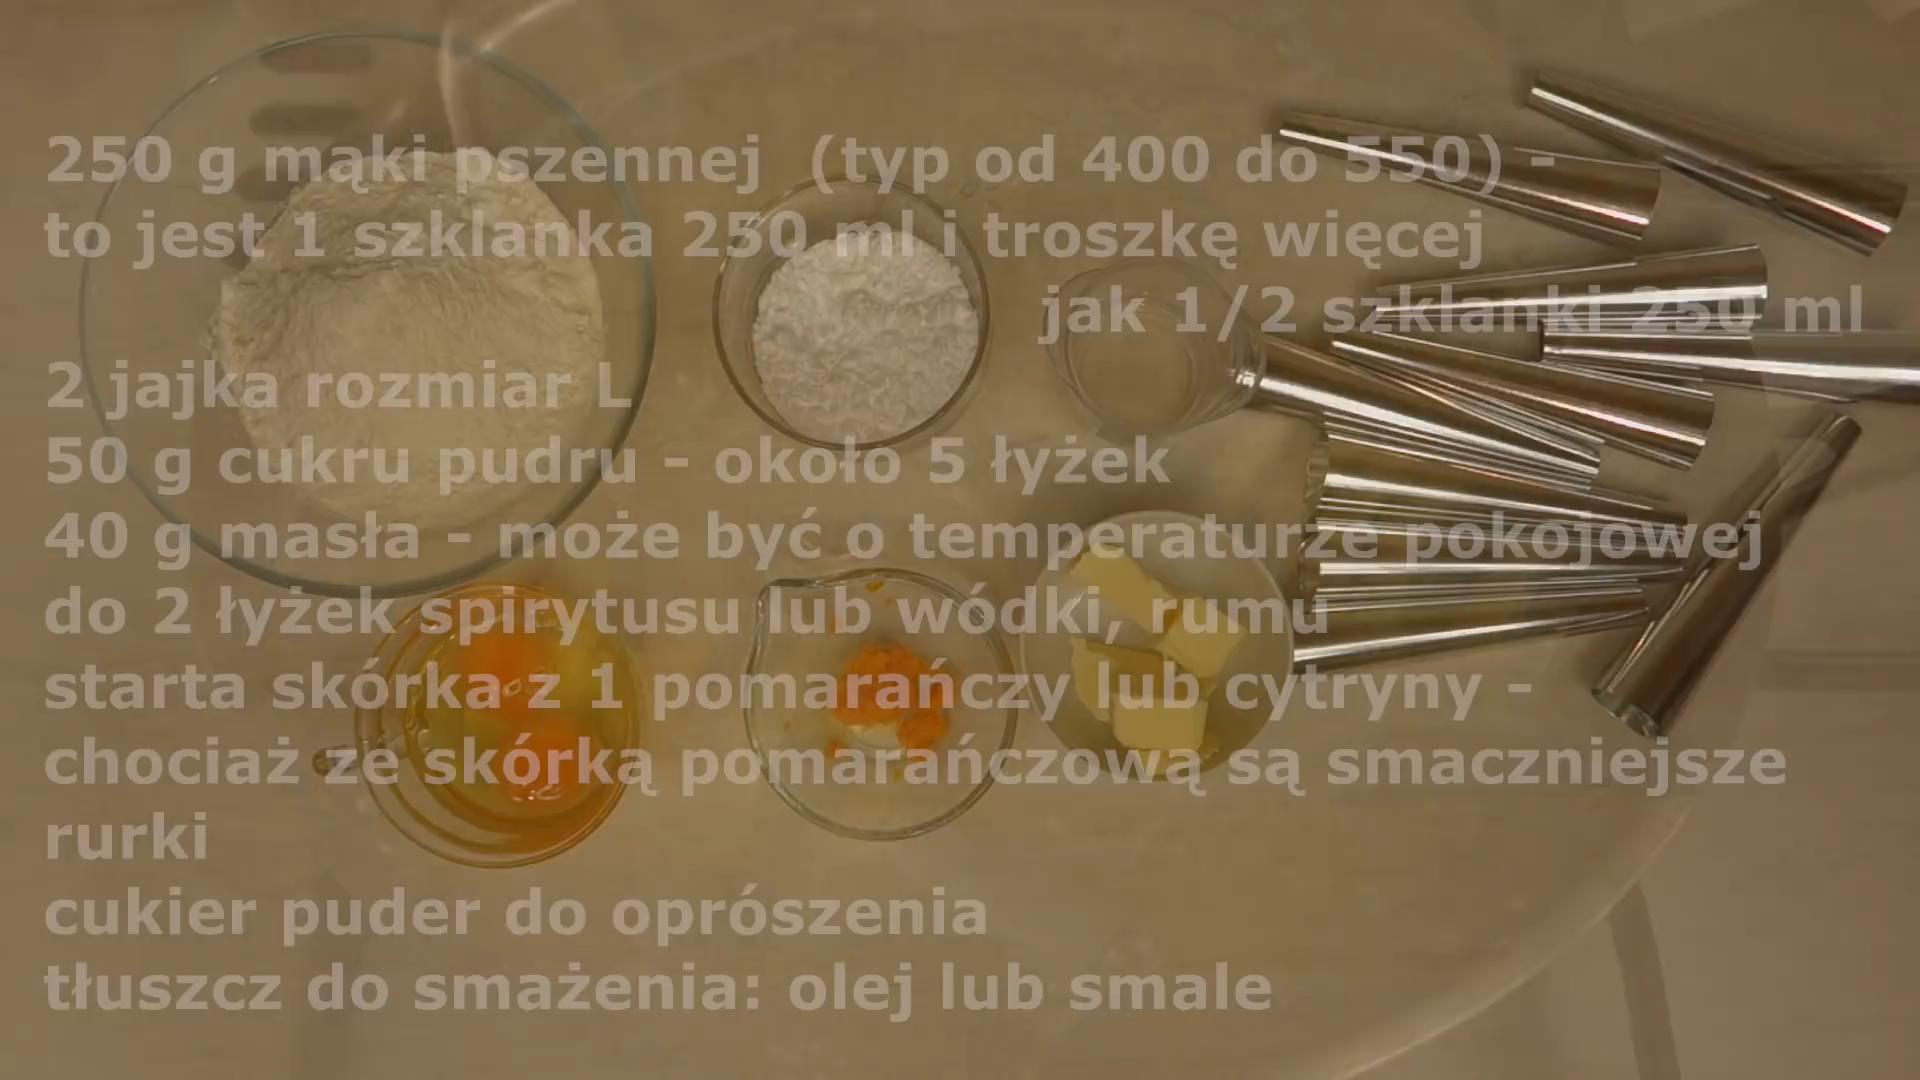 250 g mąki pszennej (typ od 400 do 550) -
to jest 1 szklanka 250 ml i troszkę więcej
jak 1/2 szklanki 250 ml
2 jajka rozmiar L
50 g cukru pudru - około 5 łyżek
40 g masła - może być o temperaturze pokojowej
do 2 łyżek spirytusu lub wódki, rumu
starta skórka z 1 pomarańczy lub cytryny -
chociaż ze skórką pomarańczową są smaczniejsze
rurki
cukier puder do oprószenia
tłuszcz do smażenia: olej lub smale